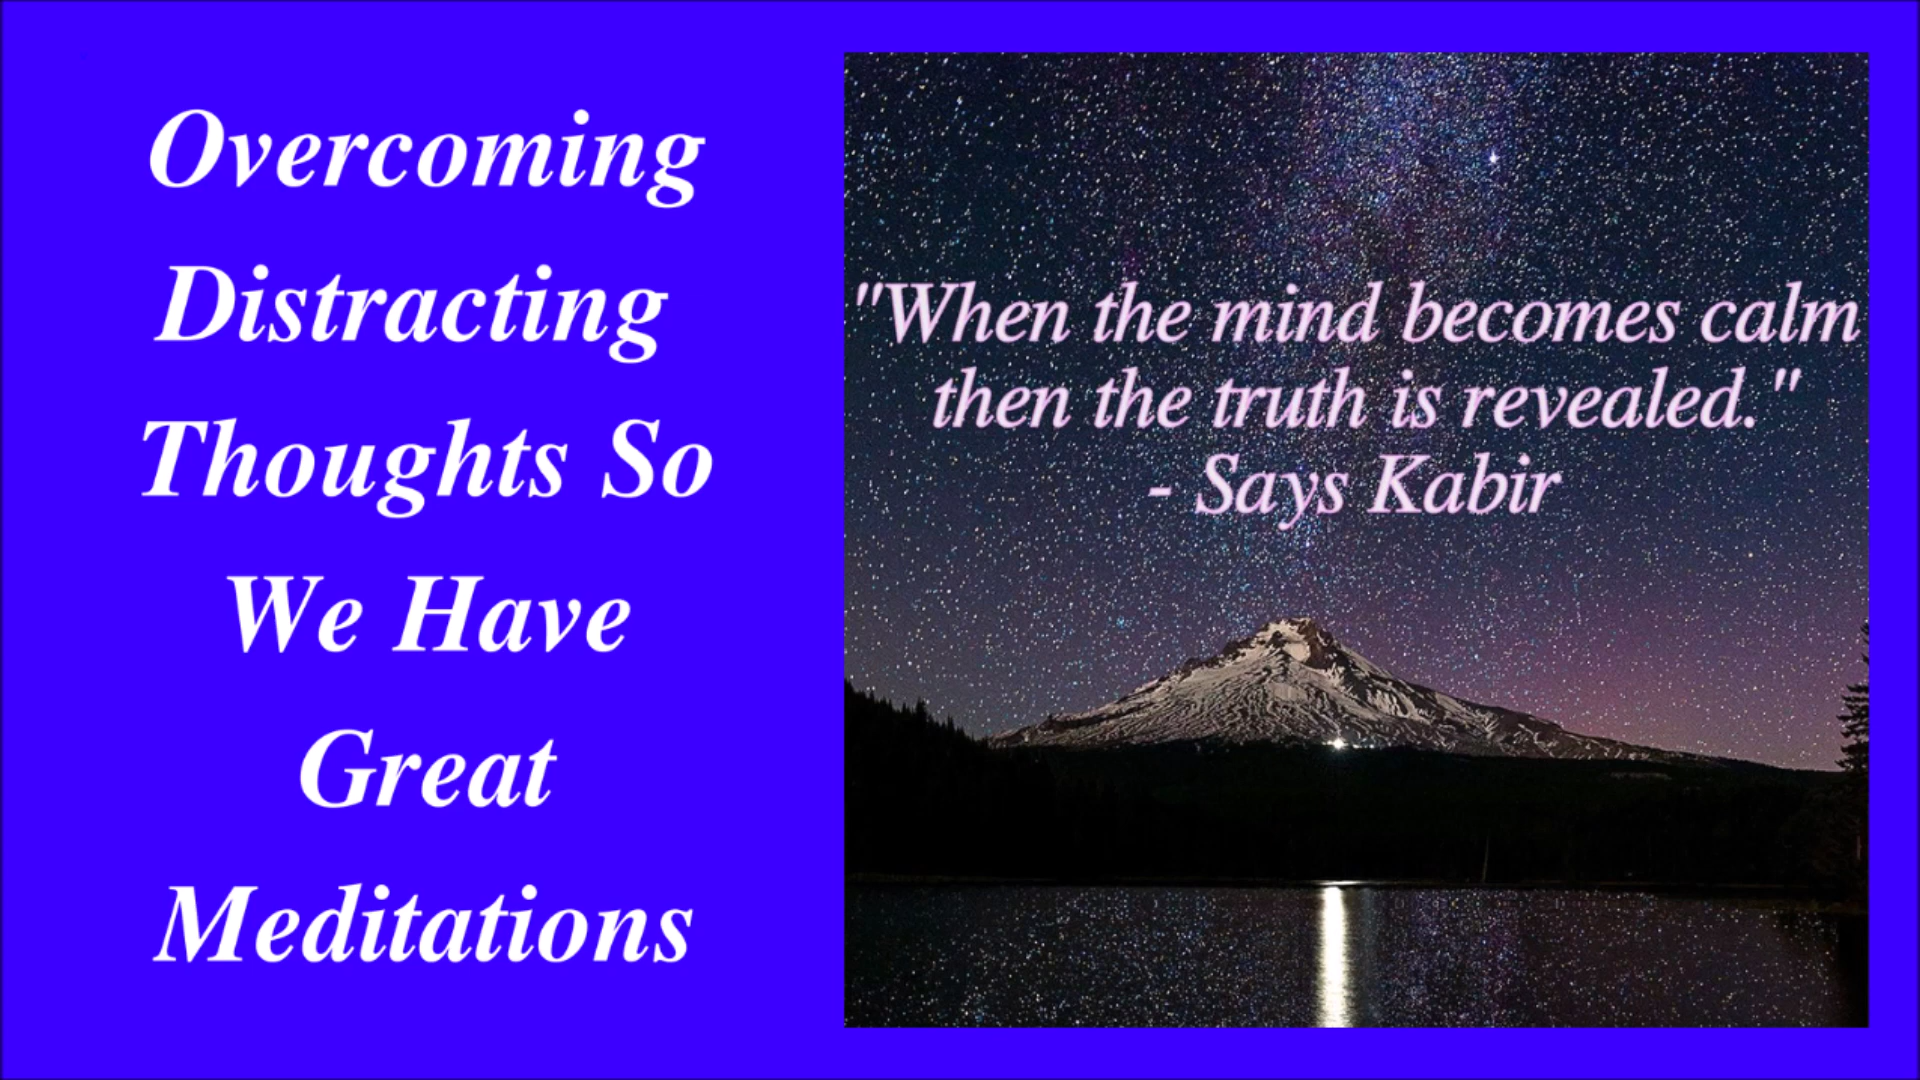 Overcoming
Distracting
Thoughts So
We Have
Great
Meditations
"When the mind becomes calm
then the truth is revealed."
- Says Kabir